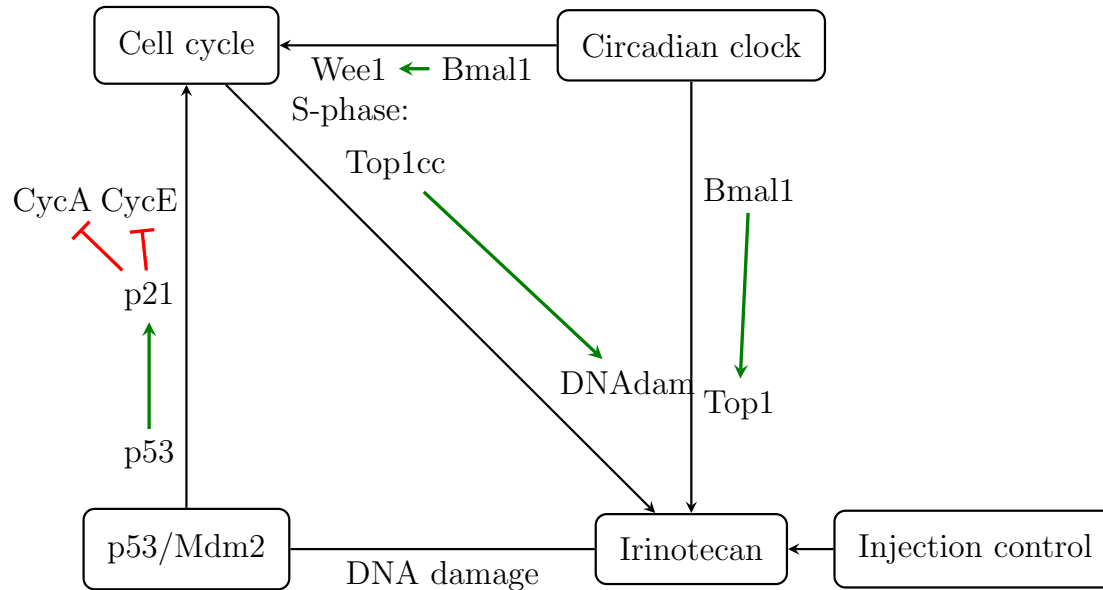 Cell cycle
Circadian clock
Wee1
Bmal1
S-phase:
Top1cc
CycA CycE
Bmal1
p21
DNAdam
Top1
p53
p53/Mdm2
Irinotecan
Injection control
DNA damage